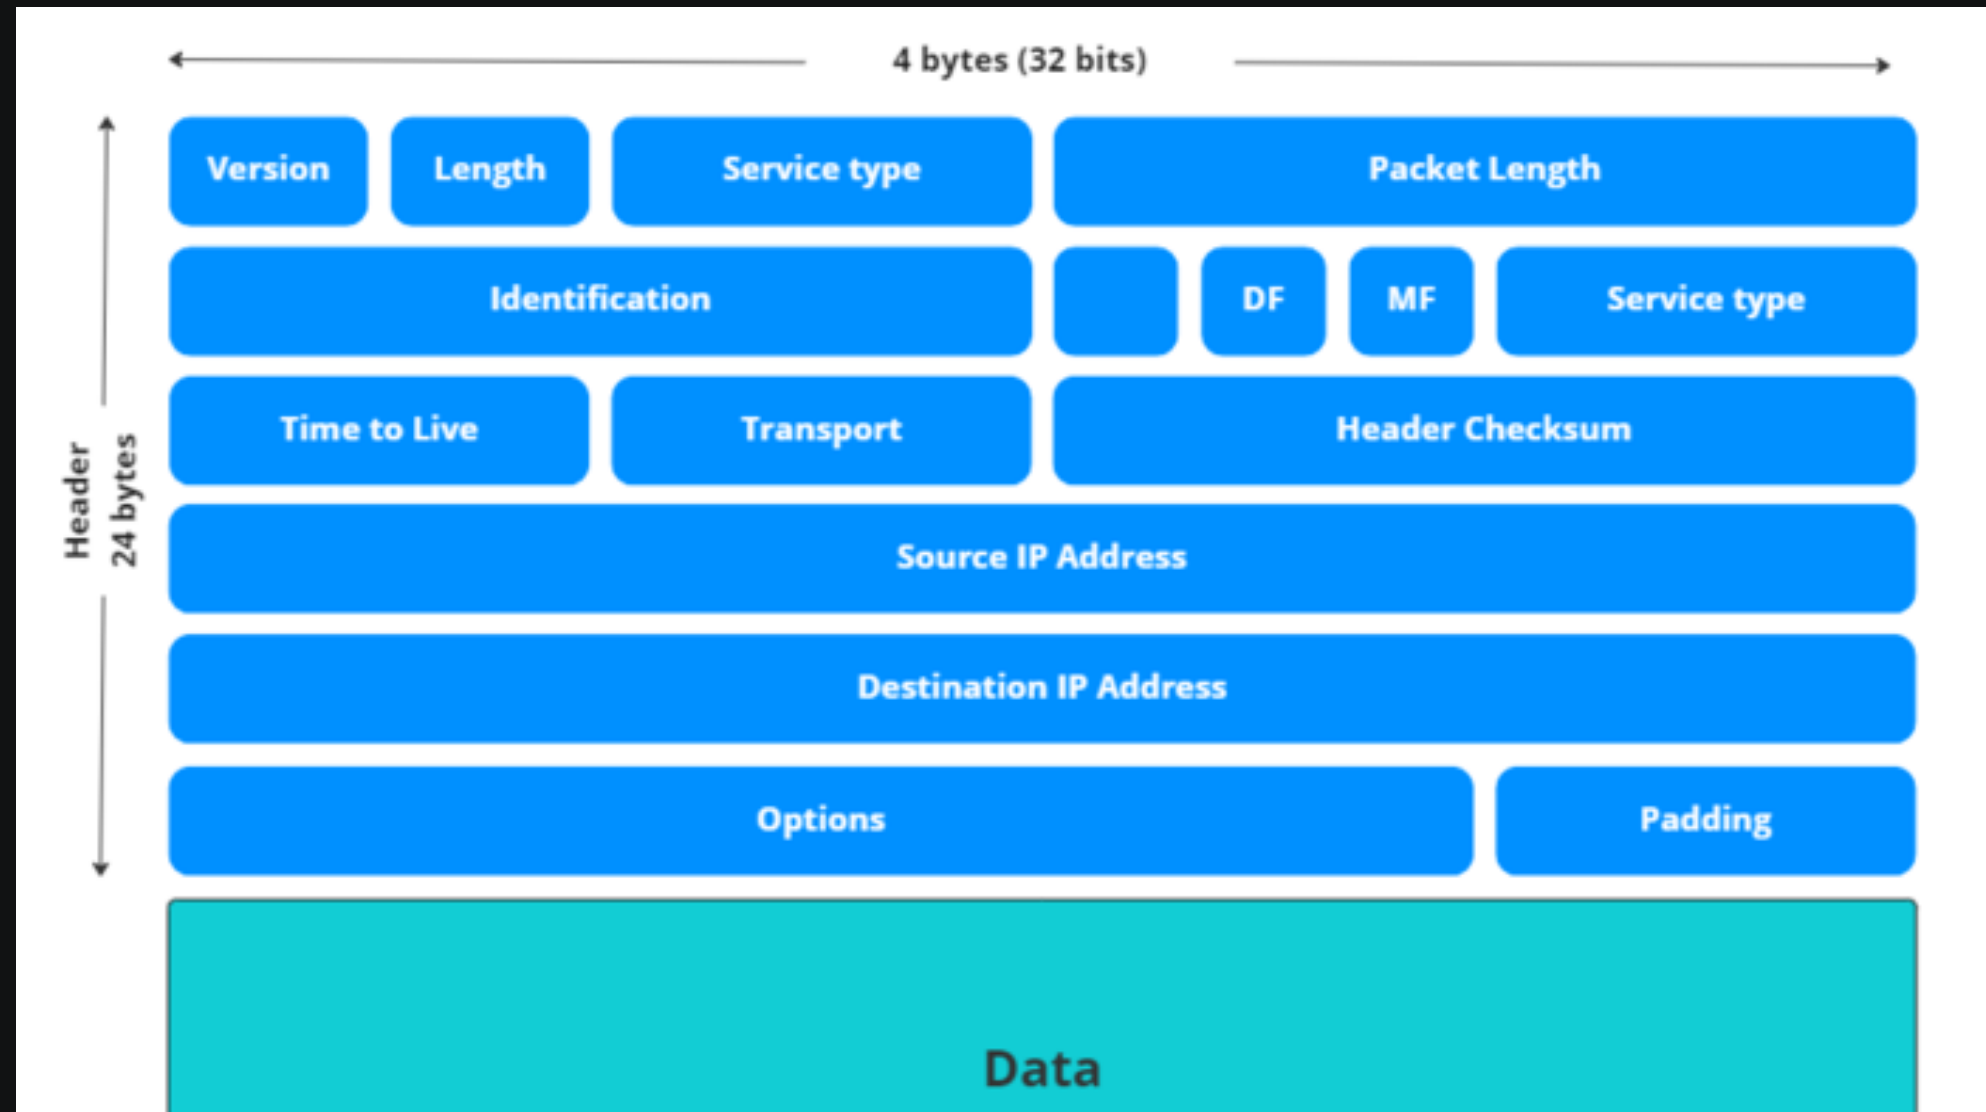 4 bytes (32 bits)
Version Length Service type Packet Length
Identification DF MF Service type
Time to Live Transport Header Checksum
Header
24 bytes
Source IP Address
Destination IP Address
Options Padding
Data